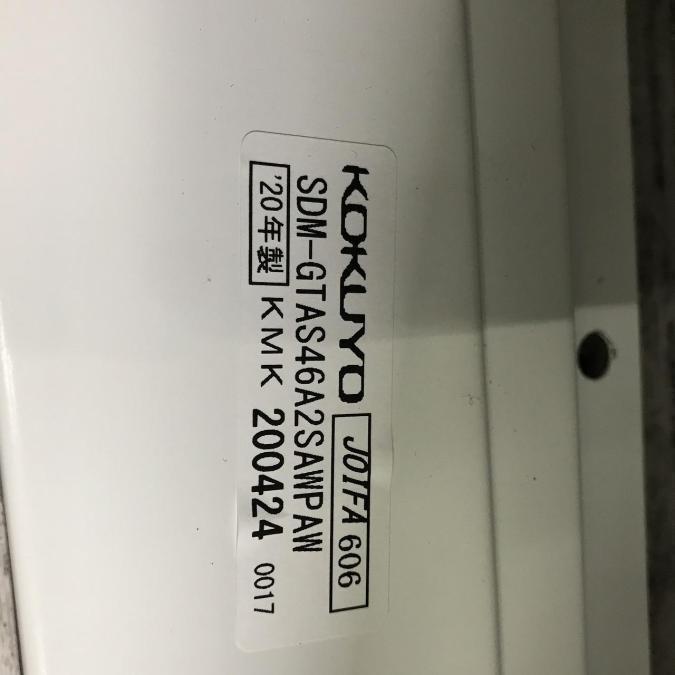 KOKUYO JOIFA 606
SDM-GTAS46A2SAWPAW
'20年製 KMK 200424 0017